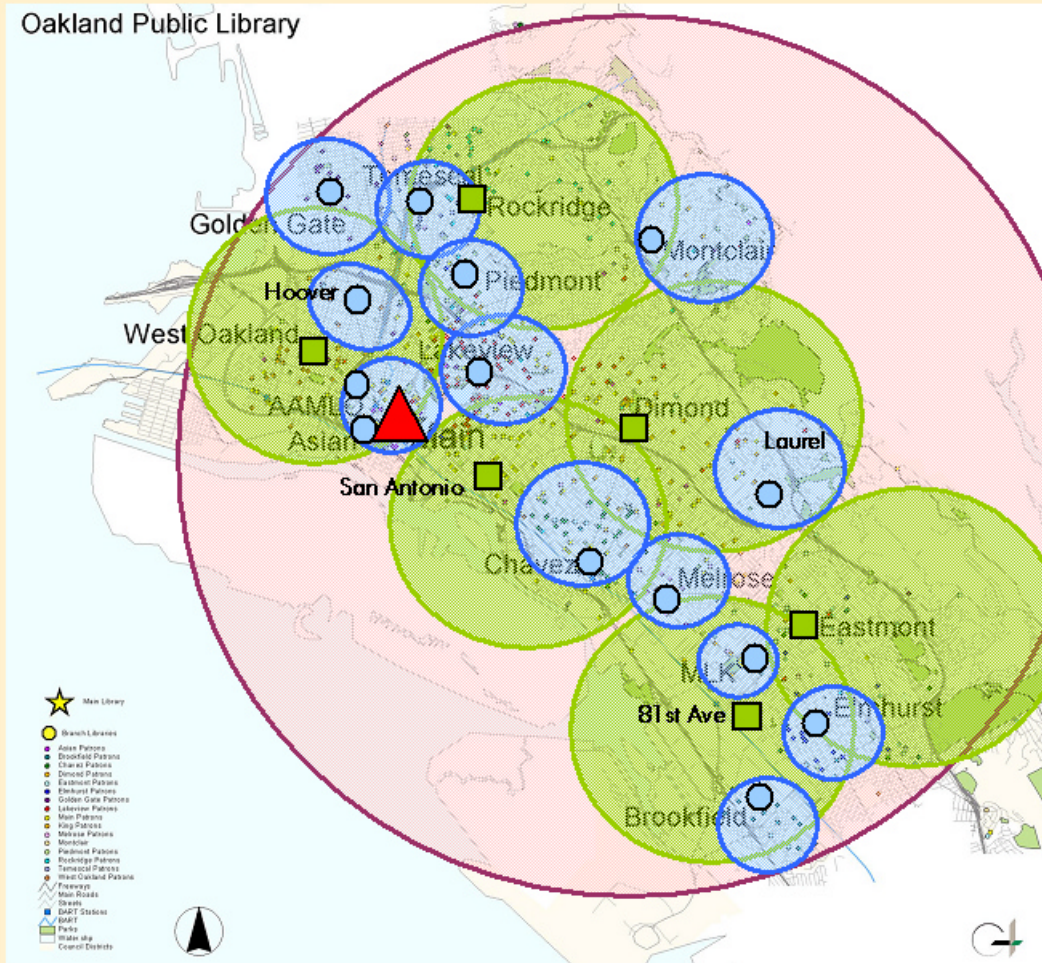 Oakland Public Library
Temescal
Rockridge
Golden Gate
Montclair
Piedmont
Hoover
West Oakland
Lakeview
AAMLO
Dimond
Asian
Main
Laurel
San Antonio
Chavez
Melrose
Eastmont
MLK
81st Ave
Elmhurst
Brookfield
Main Library
Branch Libraries
Asian Patrons
Brookfield Patrons
Chavez Patrons
Dimond Patrons
Eastmont Patrons
Elmhurst Patrons
Golden Gate Patrons
Lakeview Patrons
Main Patrons
King Patrons
Melrose Patrons
Montclair
Piedmont Patrons
Rockridge Patrons
Temescal Patrons
West Oakland Patrons
Freeways
Main Roads
Streets
BART Stations
BART
Parks
Council Districts